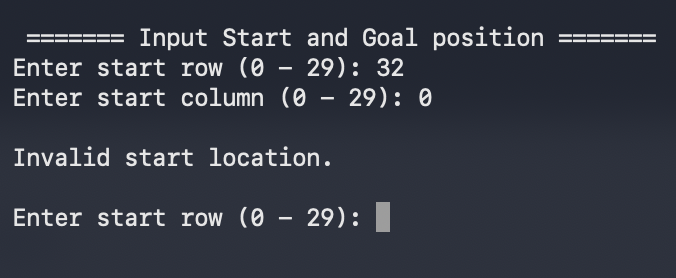 ======= Input Start and Goal position =======
Enter start row (0 – 29): 32
Enter start column (0 – 29): 0
Invalid start location.
Enter start row (0 – 29):